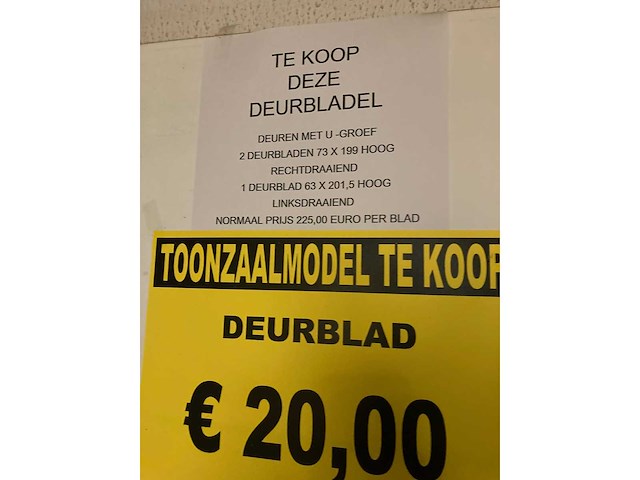 TE KOOP
DEZE
DEURBLADEL
DEUREN MET U -GROEF
2 DEURBLADEN 73 X 199 HOOG
RECHTDRAAIEND
1 DEURBLAD 63 X 201,5 HOOG
LINKSDRAAIEND
NORMAAL PRIJS 225,00 EURO PER BLAD
TOONZAALMODEL TE KOOP
DEURBLAD
€ 20,00